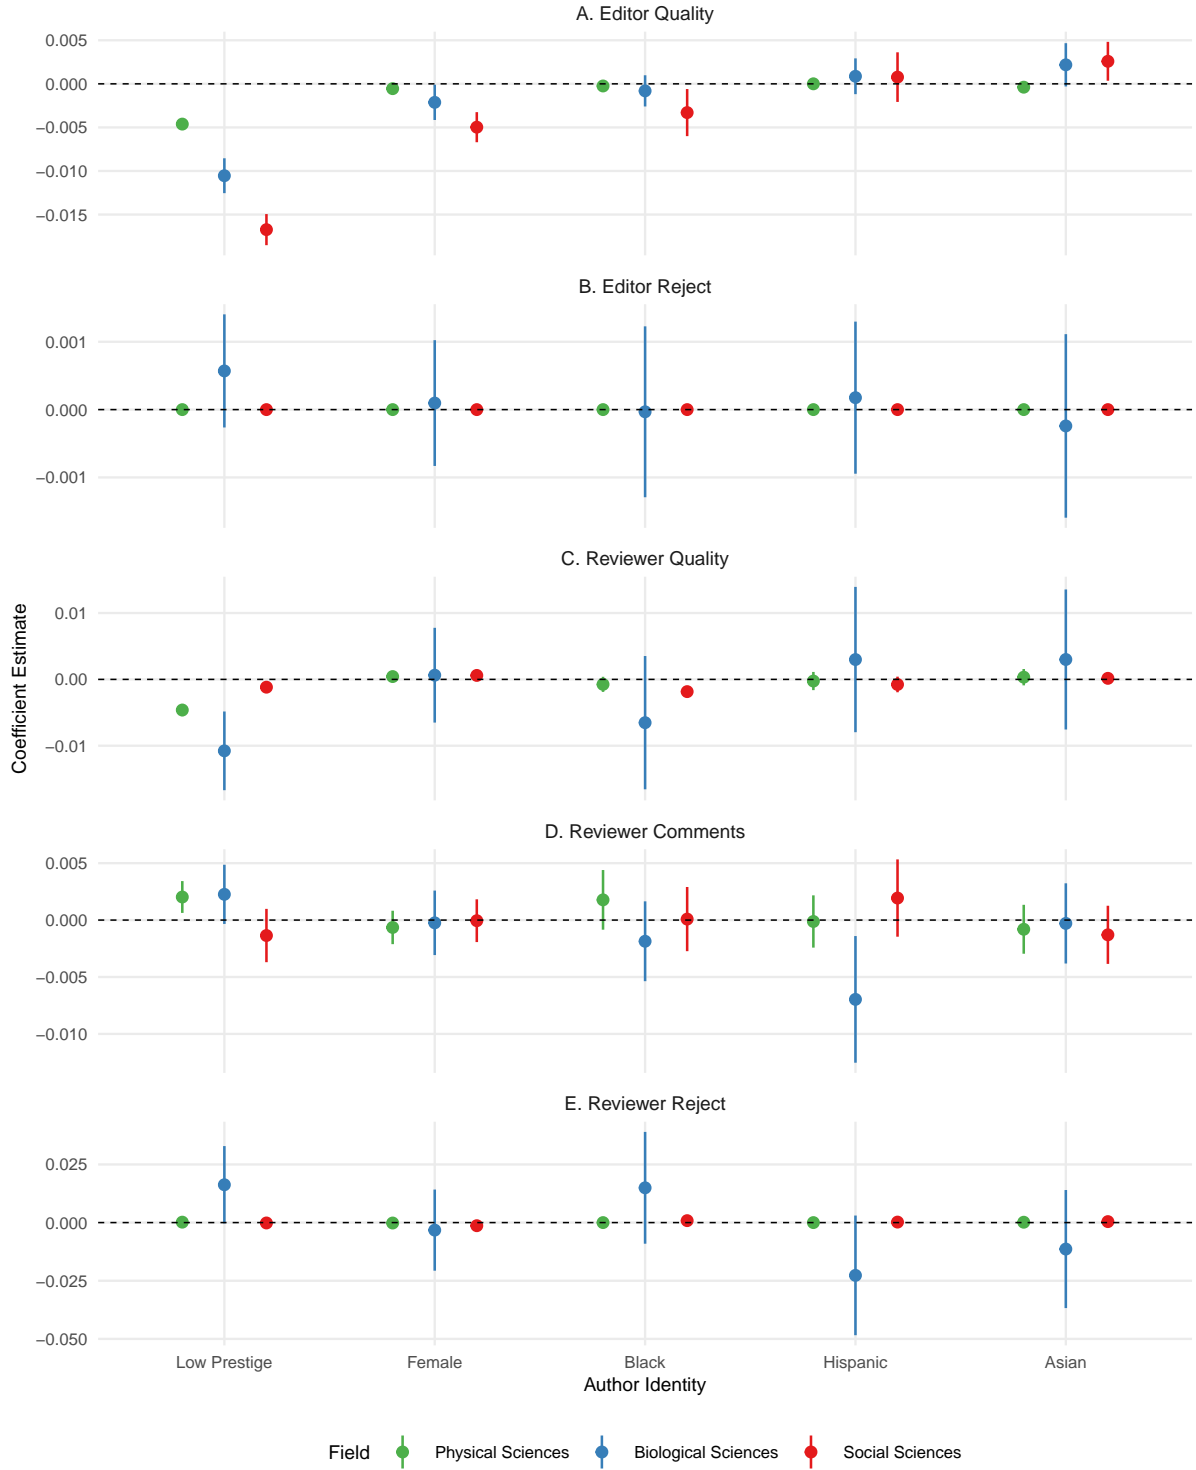 A. Editor Quality
0.005
0.000
−0.005
−0.010
−0.015
B. Editor Reject
0.001
0.000
−0.001
C. Reviewer Quality
0.01
0.00
−0.01
Coefficient Estimate
D. Reviewer Comments
0.005
0.000
−0.005
−0.010
E. Reviewer Reject
0.025
0.000
−0.025
−0.050
Low Prestige Female Black Hispanic Asian
Author Identity
Field Physical Sciences Biological Sciences Social Sciences